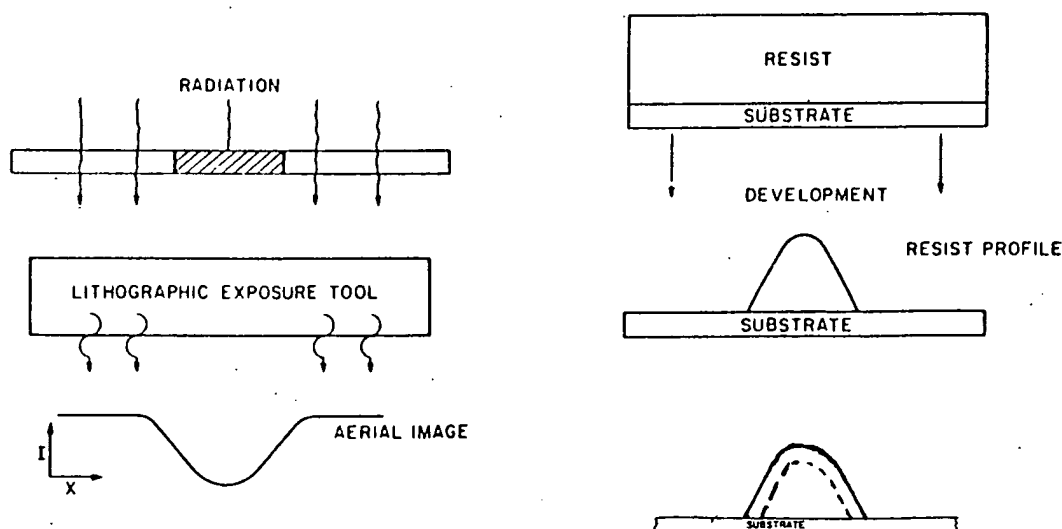 RADIATION
LITHOGRAPHIC EXPOSURE TOOL
AERIAL IMAGE
I
X
RESIST
SUBSTRATE
DEVELOPMENT
RESIST PROFILE
SUBSTRATE
SUBSTRATE